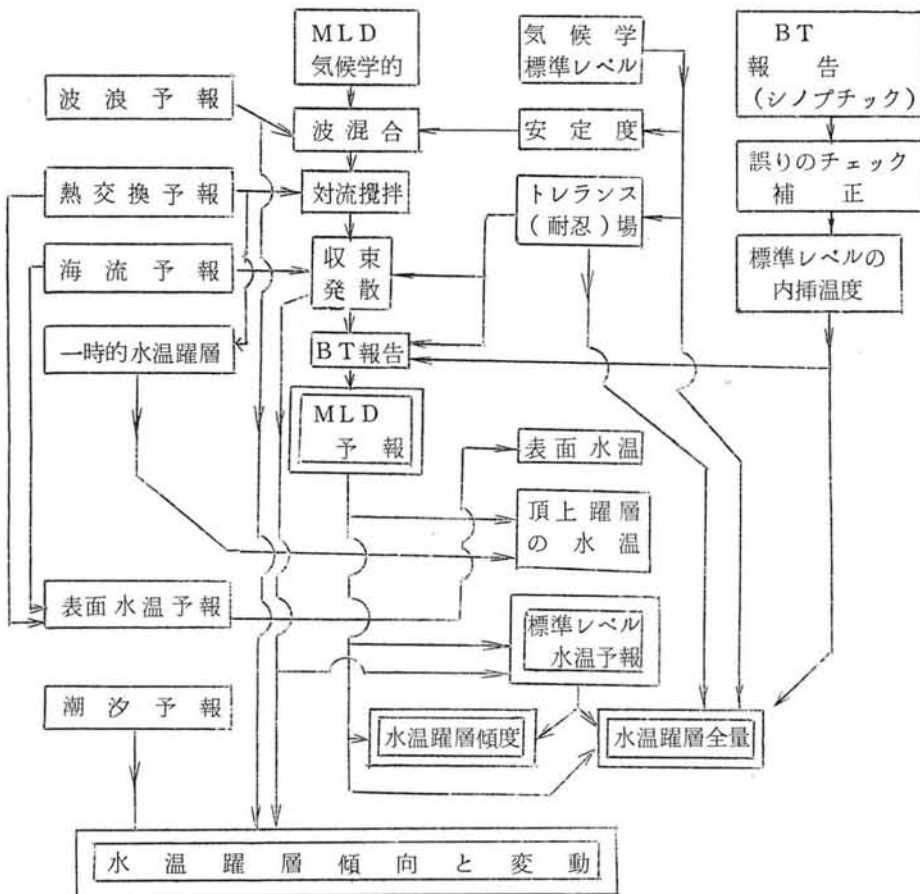 MLD
気候学的
気候学
標準レベル
BT
報告
(シノプチック)
波浪予報
波混合
安定度
誤りのチェック
補正
熱交換予報
対流攪拌
トレランス
(耐忍)場
海流予報
収束
発散
標準レベルの
内挿温度
一時的水温躍層
BT報告
MLD
予報
表面水温
頂上躍層
の水温
表面水温予報
標準レベル
水温予報
潮汐予報
水温躍層傾度
水温躍層全量
水温躍層傾向と変動